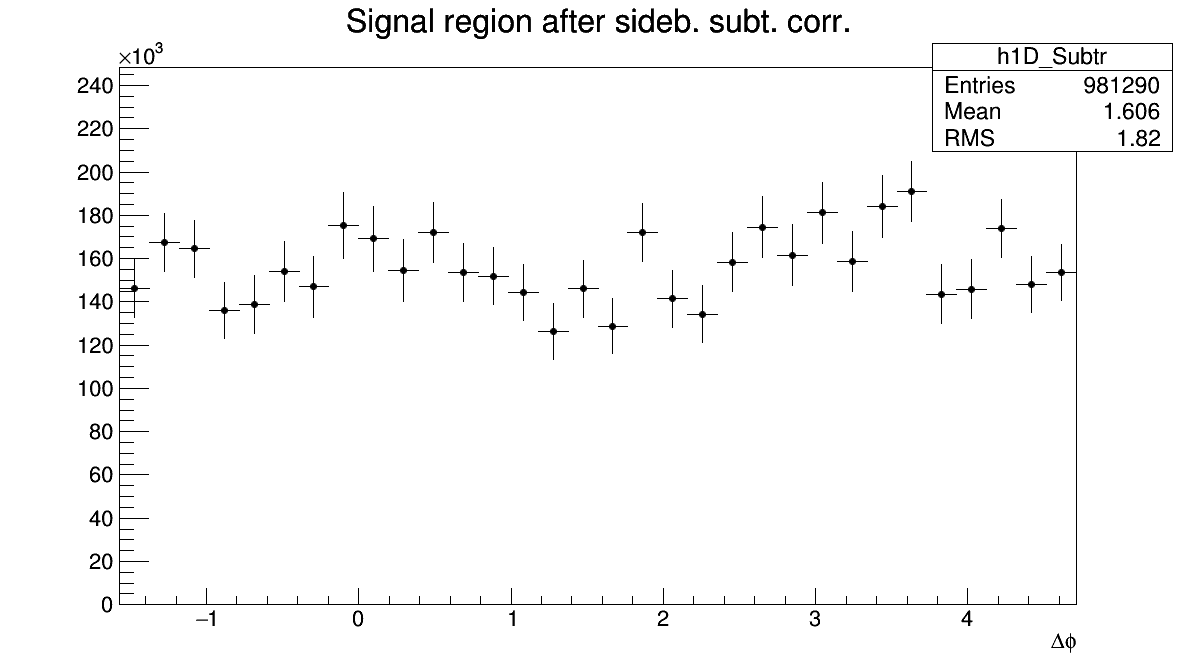 Signal region after sideb. subt. corr.
×10³
h1D_Subtr
Entries 981290
Mean 1.606
RMS 1.82
240
220
200
180
160
140
120
100
80
60
40
20
0
−1 0 1 2 3 4
Δϕ